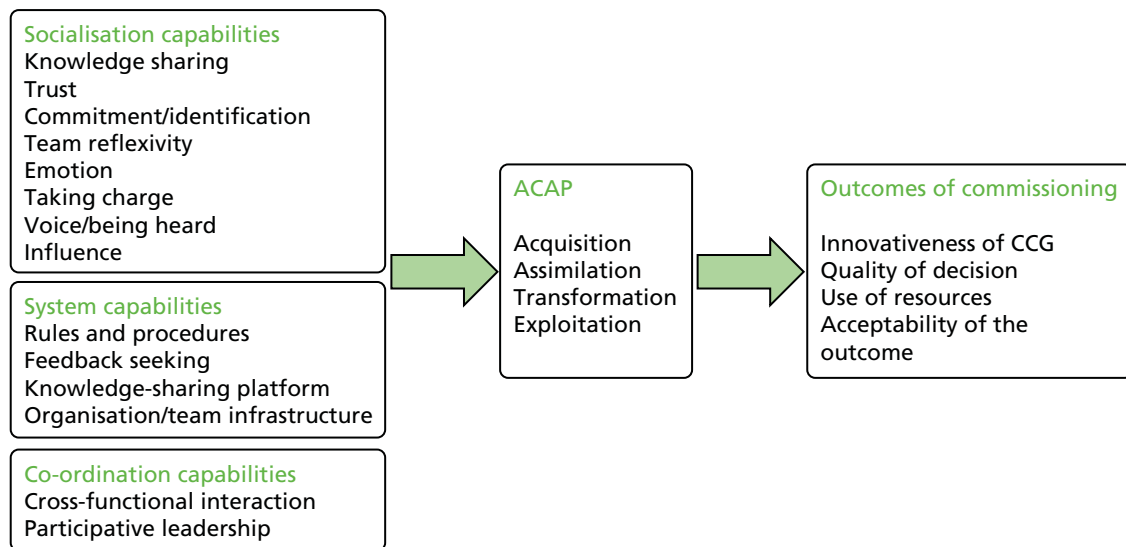 Socialisation capabilities
Knowledge sharing
Trust
Commitment/identification
Team reflexivity
Emotion
Taking charge
Voice/being heard
Influence
System capabilities
Rules and procedures
Feedback seeking
Knowledge-sharing platform
Organisation/team infrastructure
Co-ordination capabilities
Cross-functional interaction
Participative leadership
ACAP
Acquisition
Assimilation
Transformation
Exploitation
Outcomes of commissioning
Innovativeness of CCG
Quality of decision
Use of resources
Acceptability of the
outcome